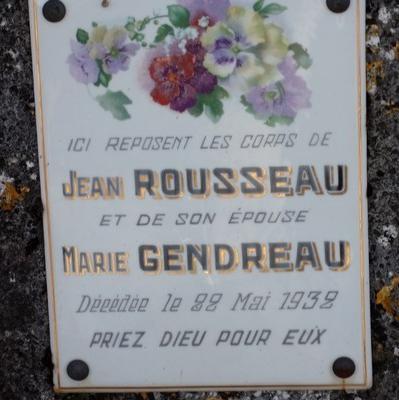 ICI REPOSENT LES CORPS DE
JEAN ROUSSEAU
ET DE SON ÉPOUSE
MARIE GENDREAU
Décédée le 22 Mai 1932
PRIEZ DIEU POUR EUX